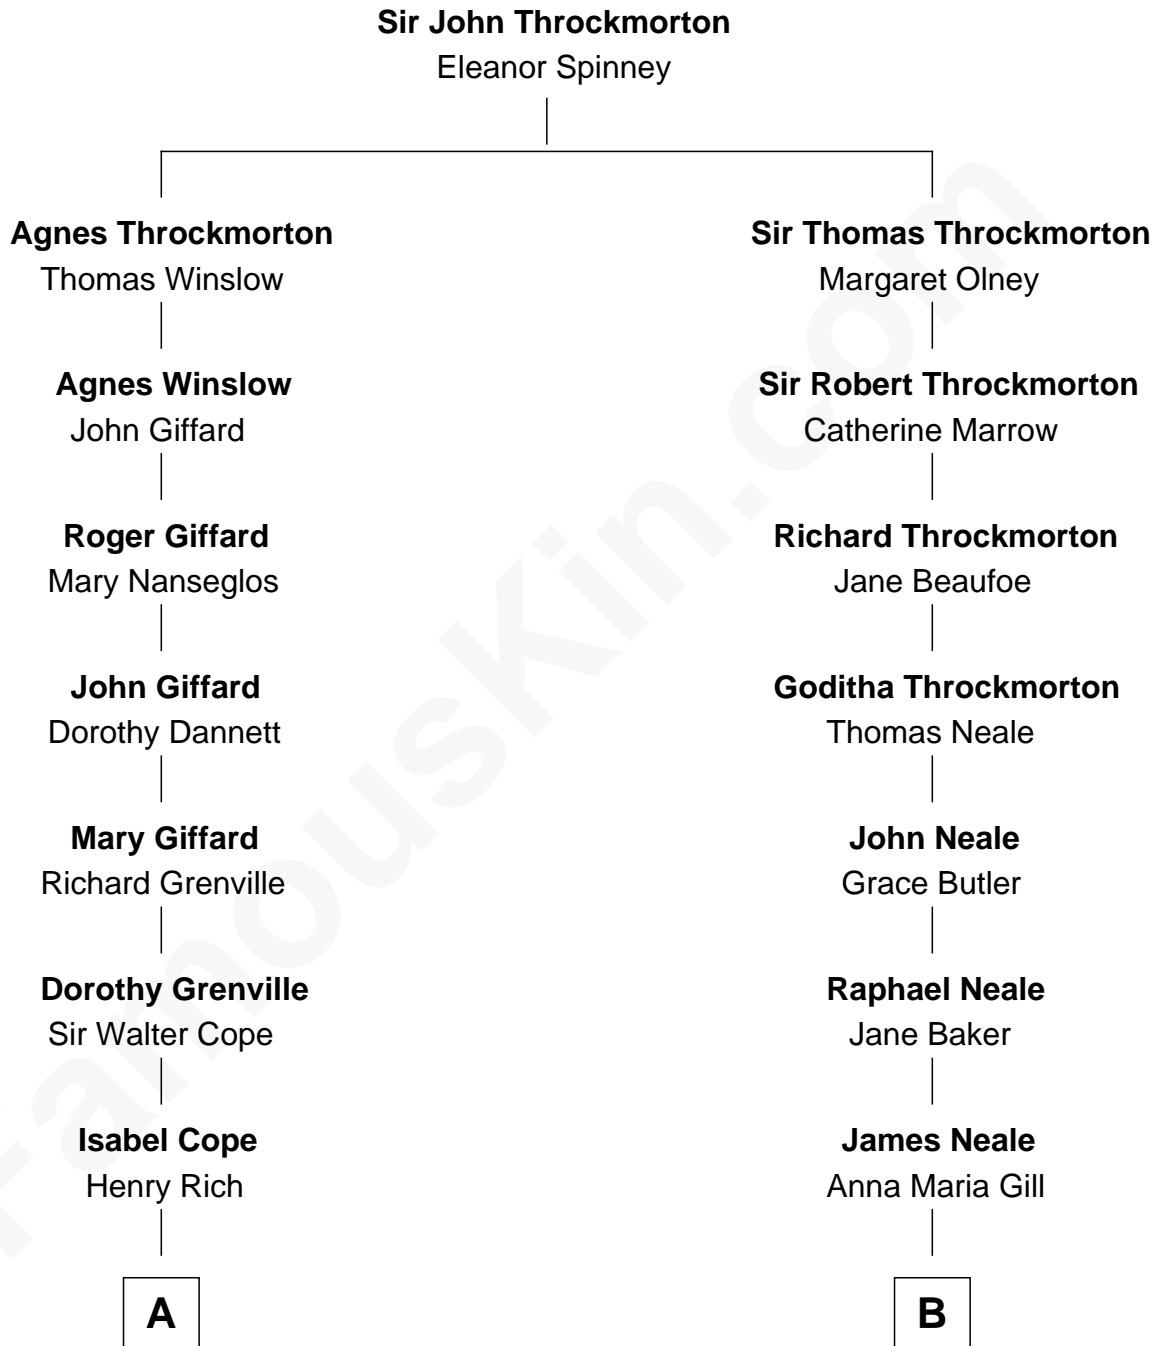 Sir John Throckmorton
Eleanor Spinney
Agnes Throckmorton
Thomas Winslow
Agnes Winslow
John Giffard
Roger Giffard
Mary Nanseglos
John Giffard
Dorothy Dannett
Mary Giffard
Richard Grenville
Dorothy Grenville
Sir Walter Cope
Isabel Cope
Henry Rich
A
Sir Thomas Throckmorton
Margaret Olney
Sir Robert Throckmorton
Catherine Marrow
Richard Throckmorton
Jane Beaufoe
Goditha Throckmorton
Thomas Neale
John Neale
Grace Butler
Raphael Neale
Jane Baker
James Neale
Anna Maria Gill
B
FamousKin.com